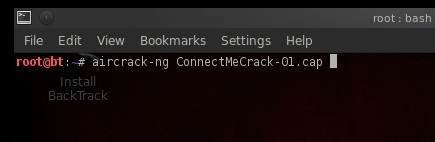 root : bash
File Edit View Bookmarks Settings Help
root@bt:~# aircrack-ng ConnectMeCrack-01.cap
Install
BackTrack